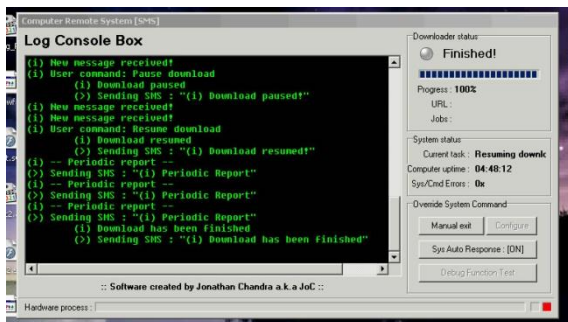 Computer Remote System [SMS]
Log Console Box
(i) New message received!
(i) User command: Pause download
(i) Download paused
(>) Sending SMS : "(i) Download paused!"
(i) New message received!
(i) New message received!
(i) User command: Resume download
(i) Download resumed
(>) Sending SMS : "(i) Download resumed!"
(i) -- Periodic report --
(>) Sending SMS : "(i) Periodic Report"
(i) -- Periodic report --
(>) Sending SMS : "(i) Periodic Report"
(i) -- Periodic report --
(>) Sending SMS : "(i) Periodic Report"
(i) Download has been finished
(>) Sending SMS : "(i) Download has been finished"
:: Software created by Jonathan Chandra a.k.a JoC ::
Hardware process :
Downloader status
Finished!
Progress : 100%
URL :
Jobs :
System status
Current task : Resuming downlo
Computer uptime : 04:48:12
Sys/Cmd Errors : 0x
Override System Command
Manual exit
Configure
Sys Auto Response : [ON]
Debug Function Test